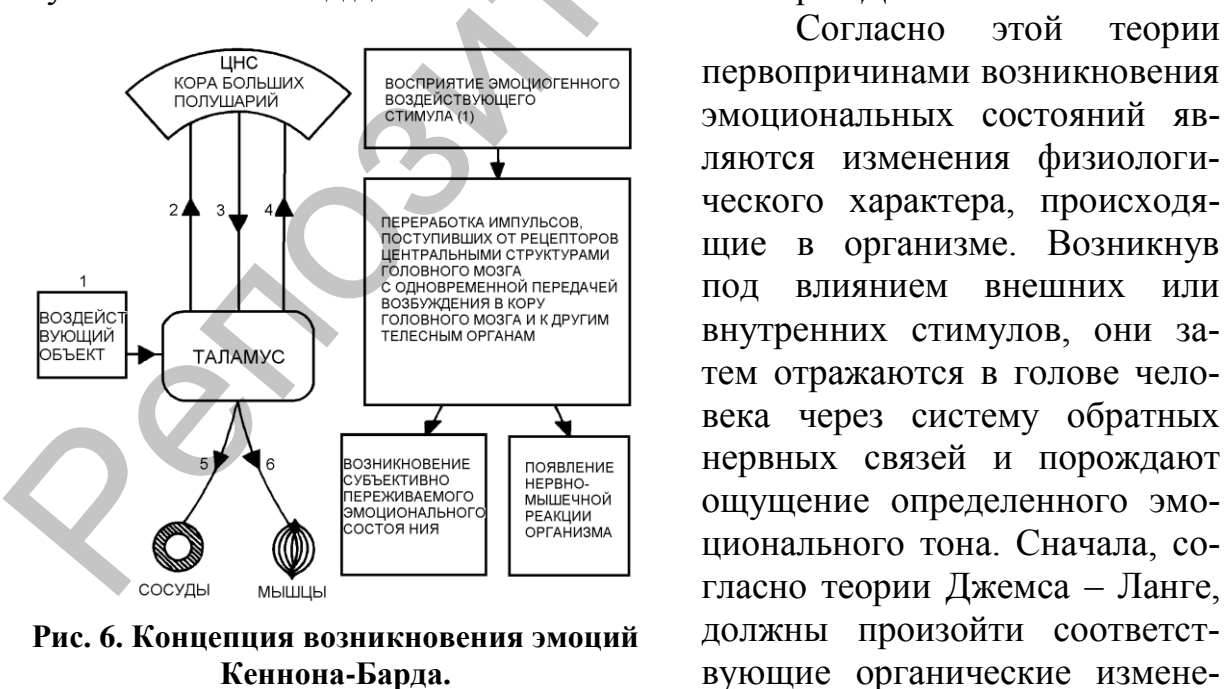 ЦНС
КОРА БОЛЬШИХ
ПОЛУШАРИЙ
2
3
4
1
ВОЗДЕЙСТ
ВУЮЩИЙ
ОБЪЕКТ
ТАЛАМУС
5
6
СОСУДЫ
МЫШЦЫ
ВОСПРИЯТИЕ ЭМОЦИОГЕННОГО
ВОЗДЕЙСТВУЮЩЕГО
СТИМУЛА (1)
ПЕРЕРАБОТКА ИМПУЛЬСОВ,
ПОСТУПИВШИХ ОТ РЕЦЕПТОРОВ
ЦЕНТРАЛЬНЫМИ СТРУКТУРАМИ
ГОЛОВНОГО МОЗГА
С ОДНОВРЕМЕННОЙ ПЕРЕДАЧЕЙ
ВОЗБУЖДЕНИЯ В КОРУ
ГОЛОВНОГО МОЗГА И К ДРУГИМ
ТЕЛЕСНЫМ ОРГАНАМ
ВОЗНИКНОВЕНИЕ
СУБЪЕКТИВНО
ПЕРЕЖИВАЕМОГО
ЭМОЦИОНАЛЬНОГО
СОСТОЯ НИЯ
ПОЯВЛЕНИЕ
НЕРВНО-
МЫШЕЧНОЙ
РЕАКЦИИ
ОРГАНИЗМА
Рис. 6. Концепция возникновения эмоций
Кеннона-Барда.
Согласно этой теории
первопричинами возникновения
эмоциональных состояний яв-
ляются изменения физиологи-
ческого характера, происходя-
щие в организме. Возникнув
под влиянием внешних или
внутренних стимулов, они за-
тем отражаются в голове чело-
века через систему обратных
нервных связей и порождают
ощущение определенного эмо-
ционального тона. Сначала, со-
гласно теории Джемса – Ланге,
должны произойти соответст-
вующие органические измене-
Репозит